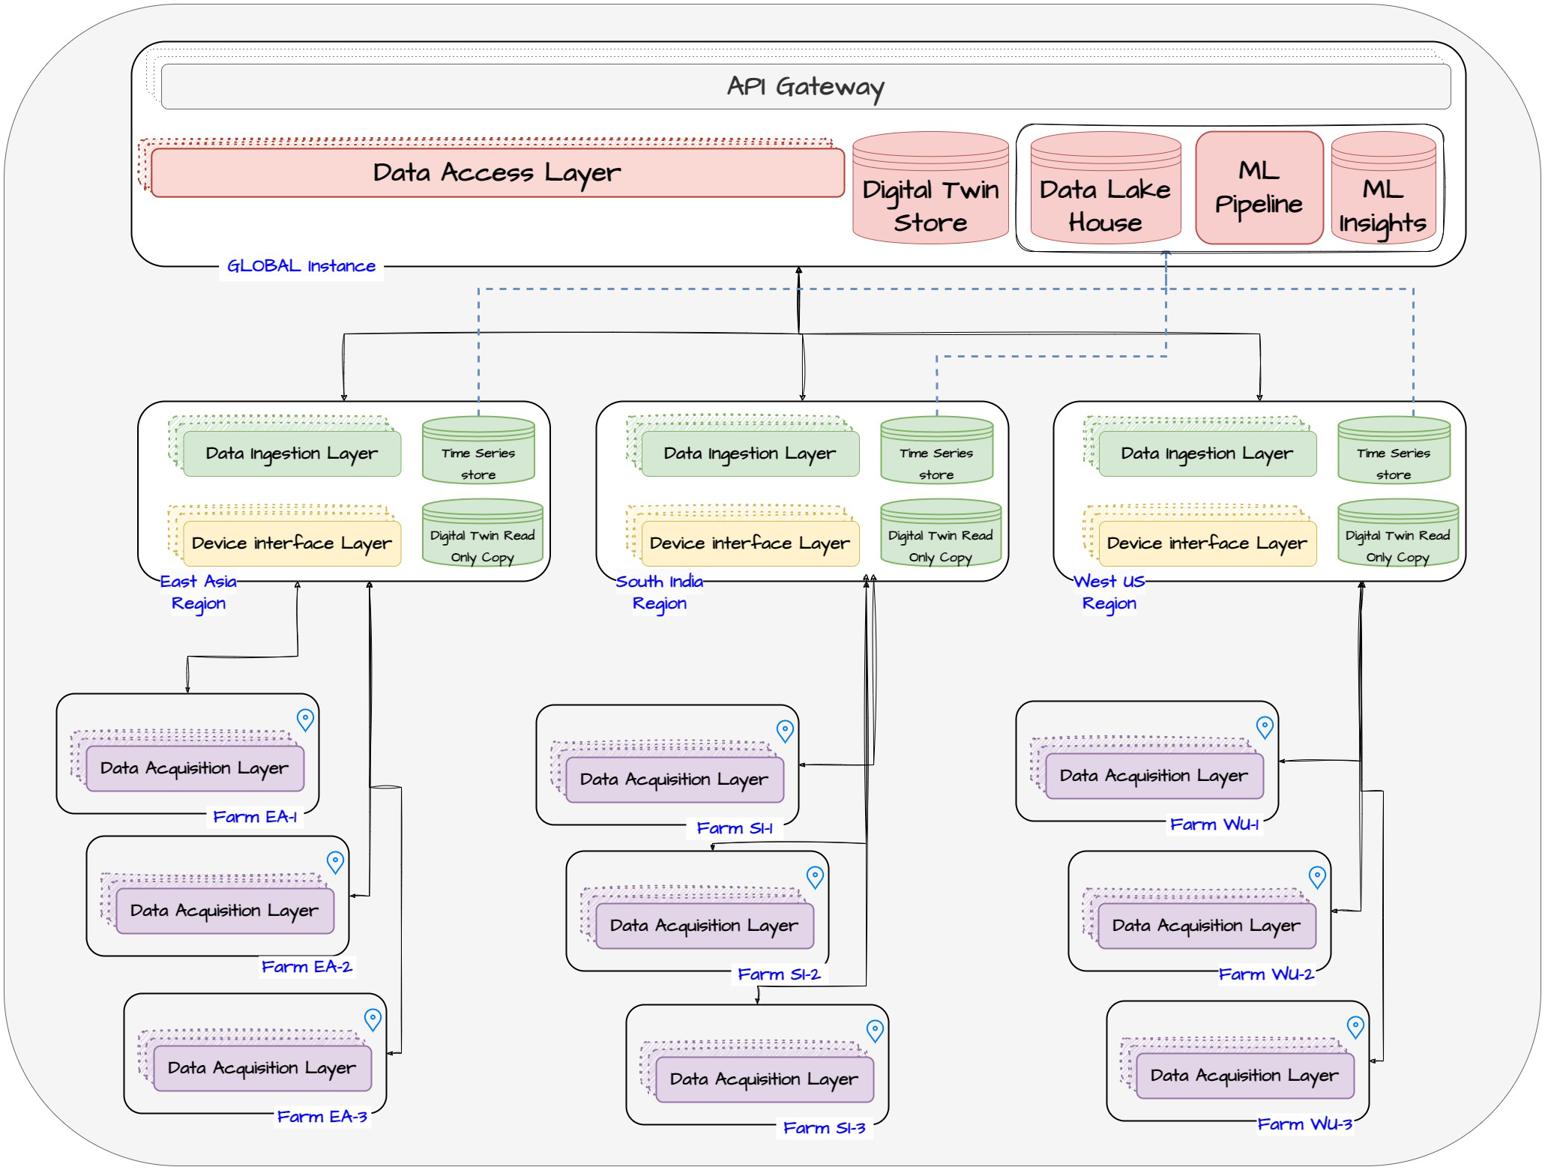 API Gateway
Data Access Layer
Digital Twin
Store
Data Lake
House
ML
Pipeline
ML
Insights
GLOBAL Instance
Data Ingestion Layer
Time Series
store
Device interface Layer
Digital Twin Read
Only Copy
East Asia
Region
Data Ingestion Layer
Time Series
store
Device interface Layer
Digital Twin Read
Only Copy
South India
Region
Data Ingestion Layer
Time Series
store
Device interface Layer
Digital Twin Read
Only Copy
West US
Region
Data Acquisition Layer
Farm EA-1
Data Acquisition Layer
Farm EA-2
Data Acquisition Layer
Farm EA-3
Data Acquisition Layer
Farm SI-1
Data Acquisition Layer
Farm SI-2
Data Acquisition Layer
Farm SI-3
Data Acquisition Layer
Farm WU-1
Data Acquisition Layer
Farm WU-2
Data Acquisition Layer
Farm WU-3